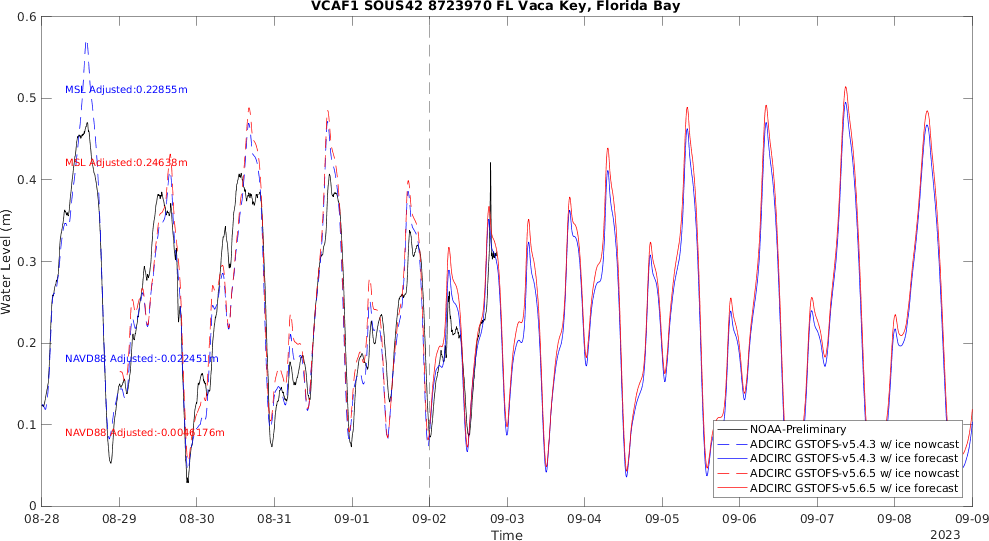 VCAF1 SOUS42 8723970 FL Vaca Key, Florida Bay
Water Level (m)
0.6
0.5
0.4
0.3
0.2
0.1
0
MSL Adjusted:0.22855m
MSL Adjusted:0.24638m
NAVD88 Adjusted:-0.022451m
NAVD88 Adjusted:-0.0046176m
NOAA-Preliminary
ADCIRC GSTOFS-v5.4.3 w/ ice nowcast
ADCIRC GSTOFS-v5.4.3 w/ ice forecast
ADCIRC GSTOFS-v5.6.5 w/ ice nowcast
ADCIRC GSTOFS-v5.6.5 w/ ice forecast
08-28 08-29 08-30 08-31 09-01 09-02 09-03 09-04 09-05 09-06 09-07 09-08 09-09
Time
2023